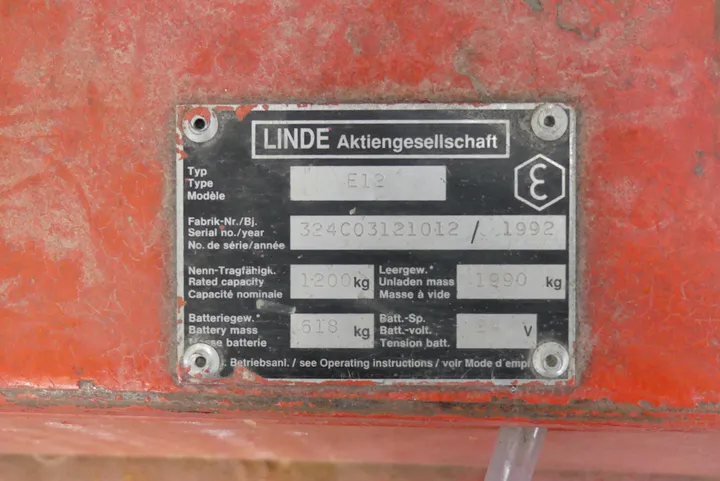 LINDE Aktiengesellschaft
Typ
Type
Modèle
E12
Fabrik-Nr./Bj.
Serial no./year
No. de série/année
324C03121012 / 1992
Nenn-Tragfähigk.
Rated capacity
Capacité nominale
1200 kg
Leergew.*
Unladen mass
Masse à vide
1990 kg
Batteriegew.*
Battery mass
Masse batterie
618 kg
Batt.-Sp.
Batt.-volt.
Tension batt.
V
. Betriebsanl. / see Operating instructions / voir Mode d'empl